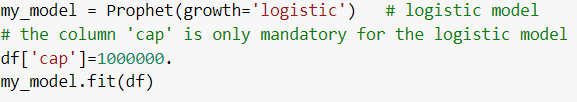 my_model = Prophet(growth='logistic')   # logistic model
# the column 'cap' is only mandatory for the logistic model
df['cap']=1000000.
my_model.fit(df)